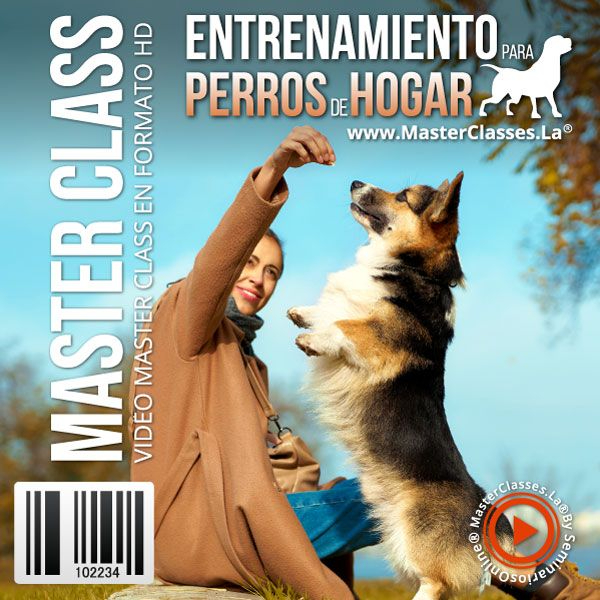 ENTRENAMIENTO PARA
PERROS DE HOGAR
www.MasterClasses.La®
MASTER CLASS
VIDEO MASTER CLASS EN FORMATO HD
102234
MasterClasses.La®By SeminariosOnline®